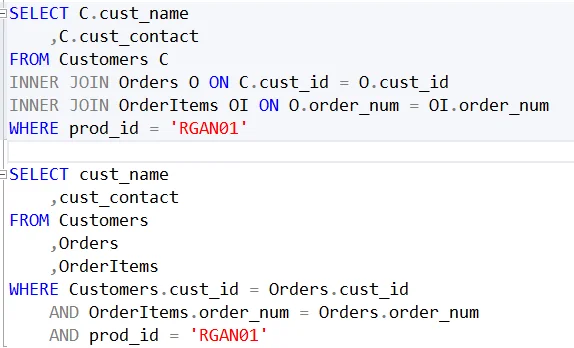 SELECT C.cust_name
,C.cust_contact
FROM Customers C
INNER JOIN Orders O ON C.cust_id = O.cust_id
INNER JOIN OrderItems OI ON O.order_num = OI.order_num
WHERE prod_id = 'RGAN01'
SELECT cust_name
,cust_contact
FROM Customers
,Orders
,OrderItems
WHERE Customers.cust_id = Orders.cust_id
AND OrderItems.order_num = Orders.order_num
AND prod_id = 'RGAN01'